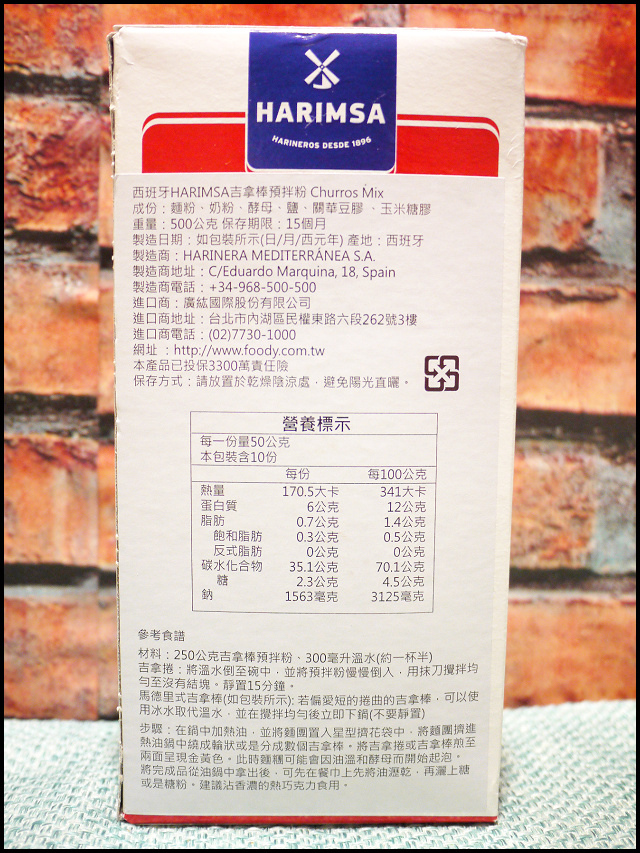 HARIMSA
HARINEROS DESDE 1896
西班牙HARIMSA吉拿棒預拌粉 Churros Mix
成份：麵粉、奶粉、酵母、鹽、關華豆膠 、玉米糖膠
重量：500公克 保存期限：15個月
製造日期：如包裝所示(日/月/西元年) 產地：西班牙
製造商：HARINERA MEDITERRÁNEA S.A.
製造商地址：C/Eduardo Marquina, 18, Spain
製造商電話：+34-968-500-500
進口商：廣紘國際股份有限公司
進口商地址：台北市內湖區民權東路六段262號3樓
進口商電話：(02)7730-1000
網址：http://www.foody.com.tw
本產品已投保3300萬責任險
保存方式：請放置於乾燥陰涼處，避免陽光直曬。
營養標示
每一份量50公克
本包裝含10份
每份 每100公克
熱量 170.5大卡 341大卡
蛋白質 6公克 12公克
脂肪 0.7公克 1.4公克
飽和脂肪 0.3公克 0.5公克
反式脂肪 0公克 0公克
碳水化合物 35.1公克 70.1公克
糖 2.3公克 4.5公克
鈉 1563毫克 3125毫克
參考食譜
材料：250公克吉拿棒預拌粉、300毫升溫水(約一杯半)
吉拿捲：將溫水倒至碗中，並將預拌粉慢慢倒入，用抹刀攪拌均
勻至沒有結塊。靜置15分鐘。
馬德里式吉拿棒(如包裝所示): 若偏愛短的捲曲的吉拿棒，可以使
用冰水取代溫水，並在攪拌均勻後立即下鍋(不要靜置)
步驟：在鍋中加熱油，並將麵團置入星型擠花袋中，將麵團擠進
熱油鍋中繞成輪狀或是分成數個吉拿棒。將吉拿捲或吉拿棒煎至
兩面呈現金黃色。此時麵糰可能會因油溫和酵母而開始起泡。
將完成品從油鍋中拿出後，可先在餐巾上先將油瀝乾，再灑上糖
或是糖粉。建議沾香濃的熱巧克力食用。